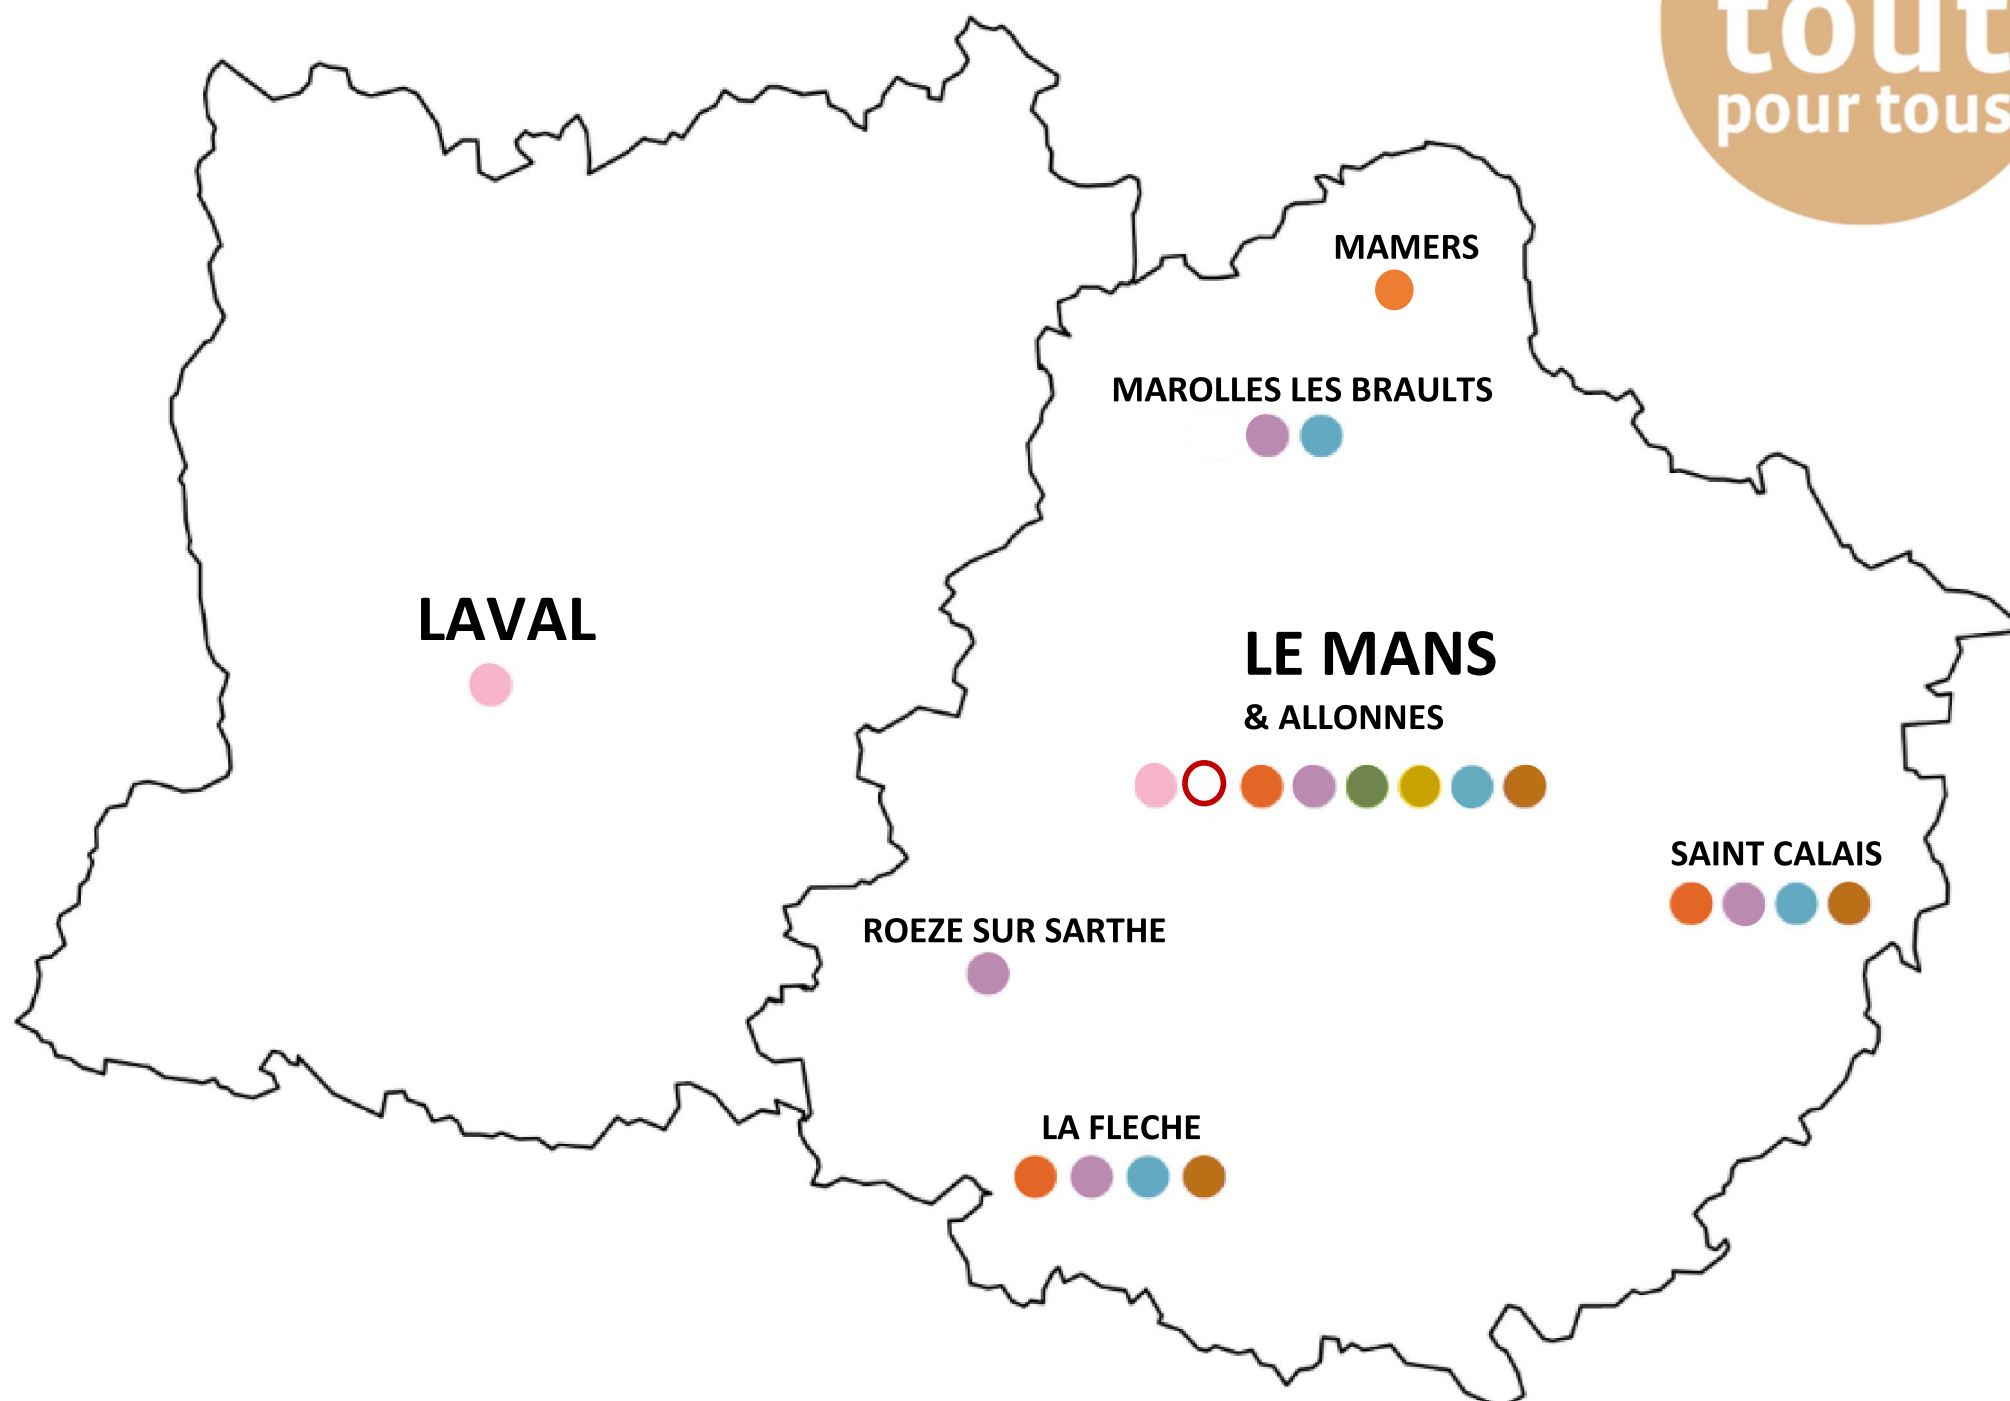 tout
pour tous
MAMERS
MAROLLES LES BRAULTS
LAVAL
LE MANS
& ALLONNES
SAINT CALAIS
ROEZE SUR SARTHE
LA FLECHE